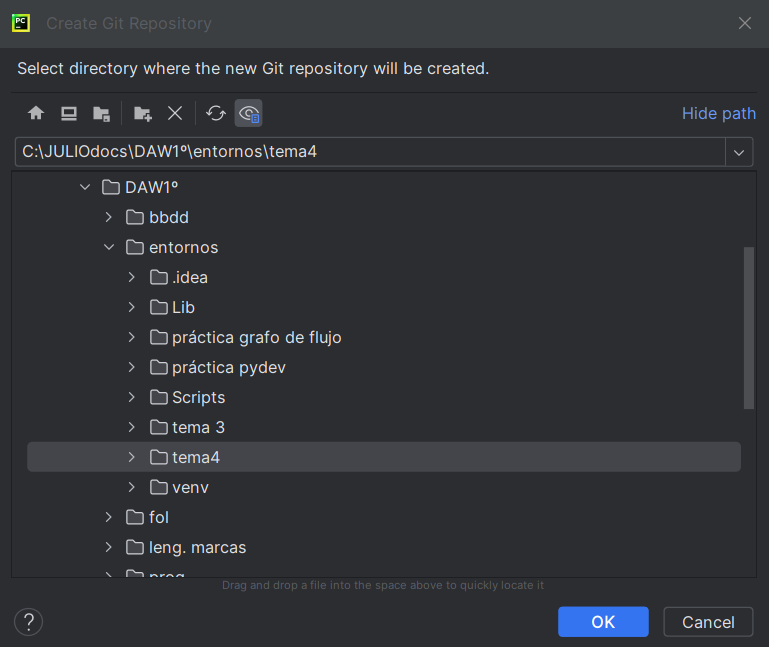 PC
Create Git Repository
Select directory where the new Git repository will be created.
Hide path
C:\JULIOdocs\DAW1º\entornos\tema4
DAW1º
bbdd
entornos
.idea
Lib
práctica grafo de flujo
práctica pydev
Scripts
tema 3
tema4
venv
fol
leng. marcas
prog
Drag and drop a file into the space above to quickly locate it
?
OK
Cancel